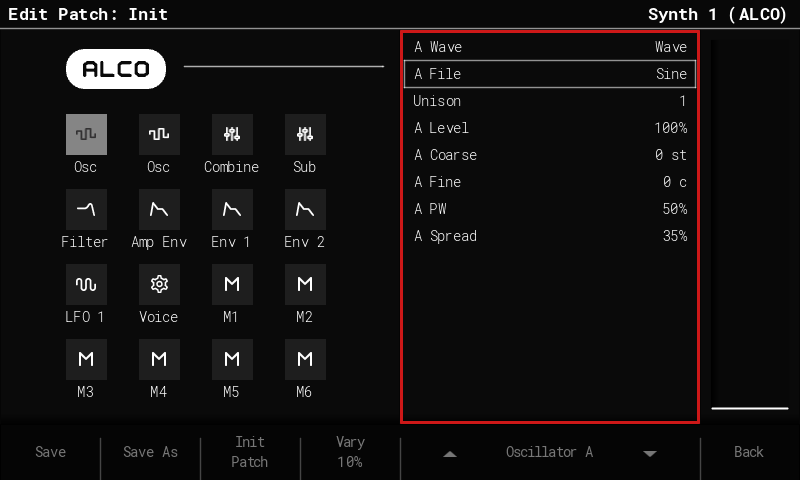 Edit Patch: Init
Synth 1 (ALCO)
ALCO
Osc Osc Combine Sub
Filter Amp Env Env 1 Env 2
LFO 1 Voice M1 M2
M M
M M M M
M3 M4 M5 M6
A Wave Wave
A File Sine
Unison 1
A Level 100%
A Coarse 0 st
A Fine 0 c
A PW 50%
A Spread 35%
Save
Save As
Init
Patch
Vary
10%
Oscillator A
Back